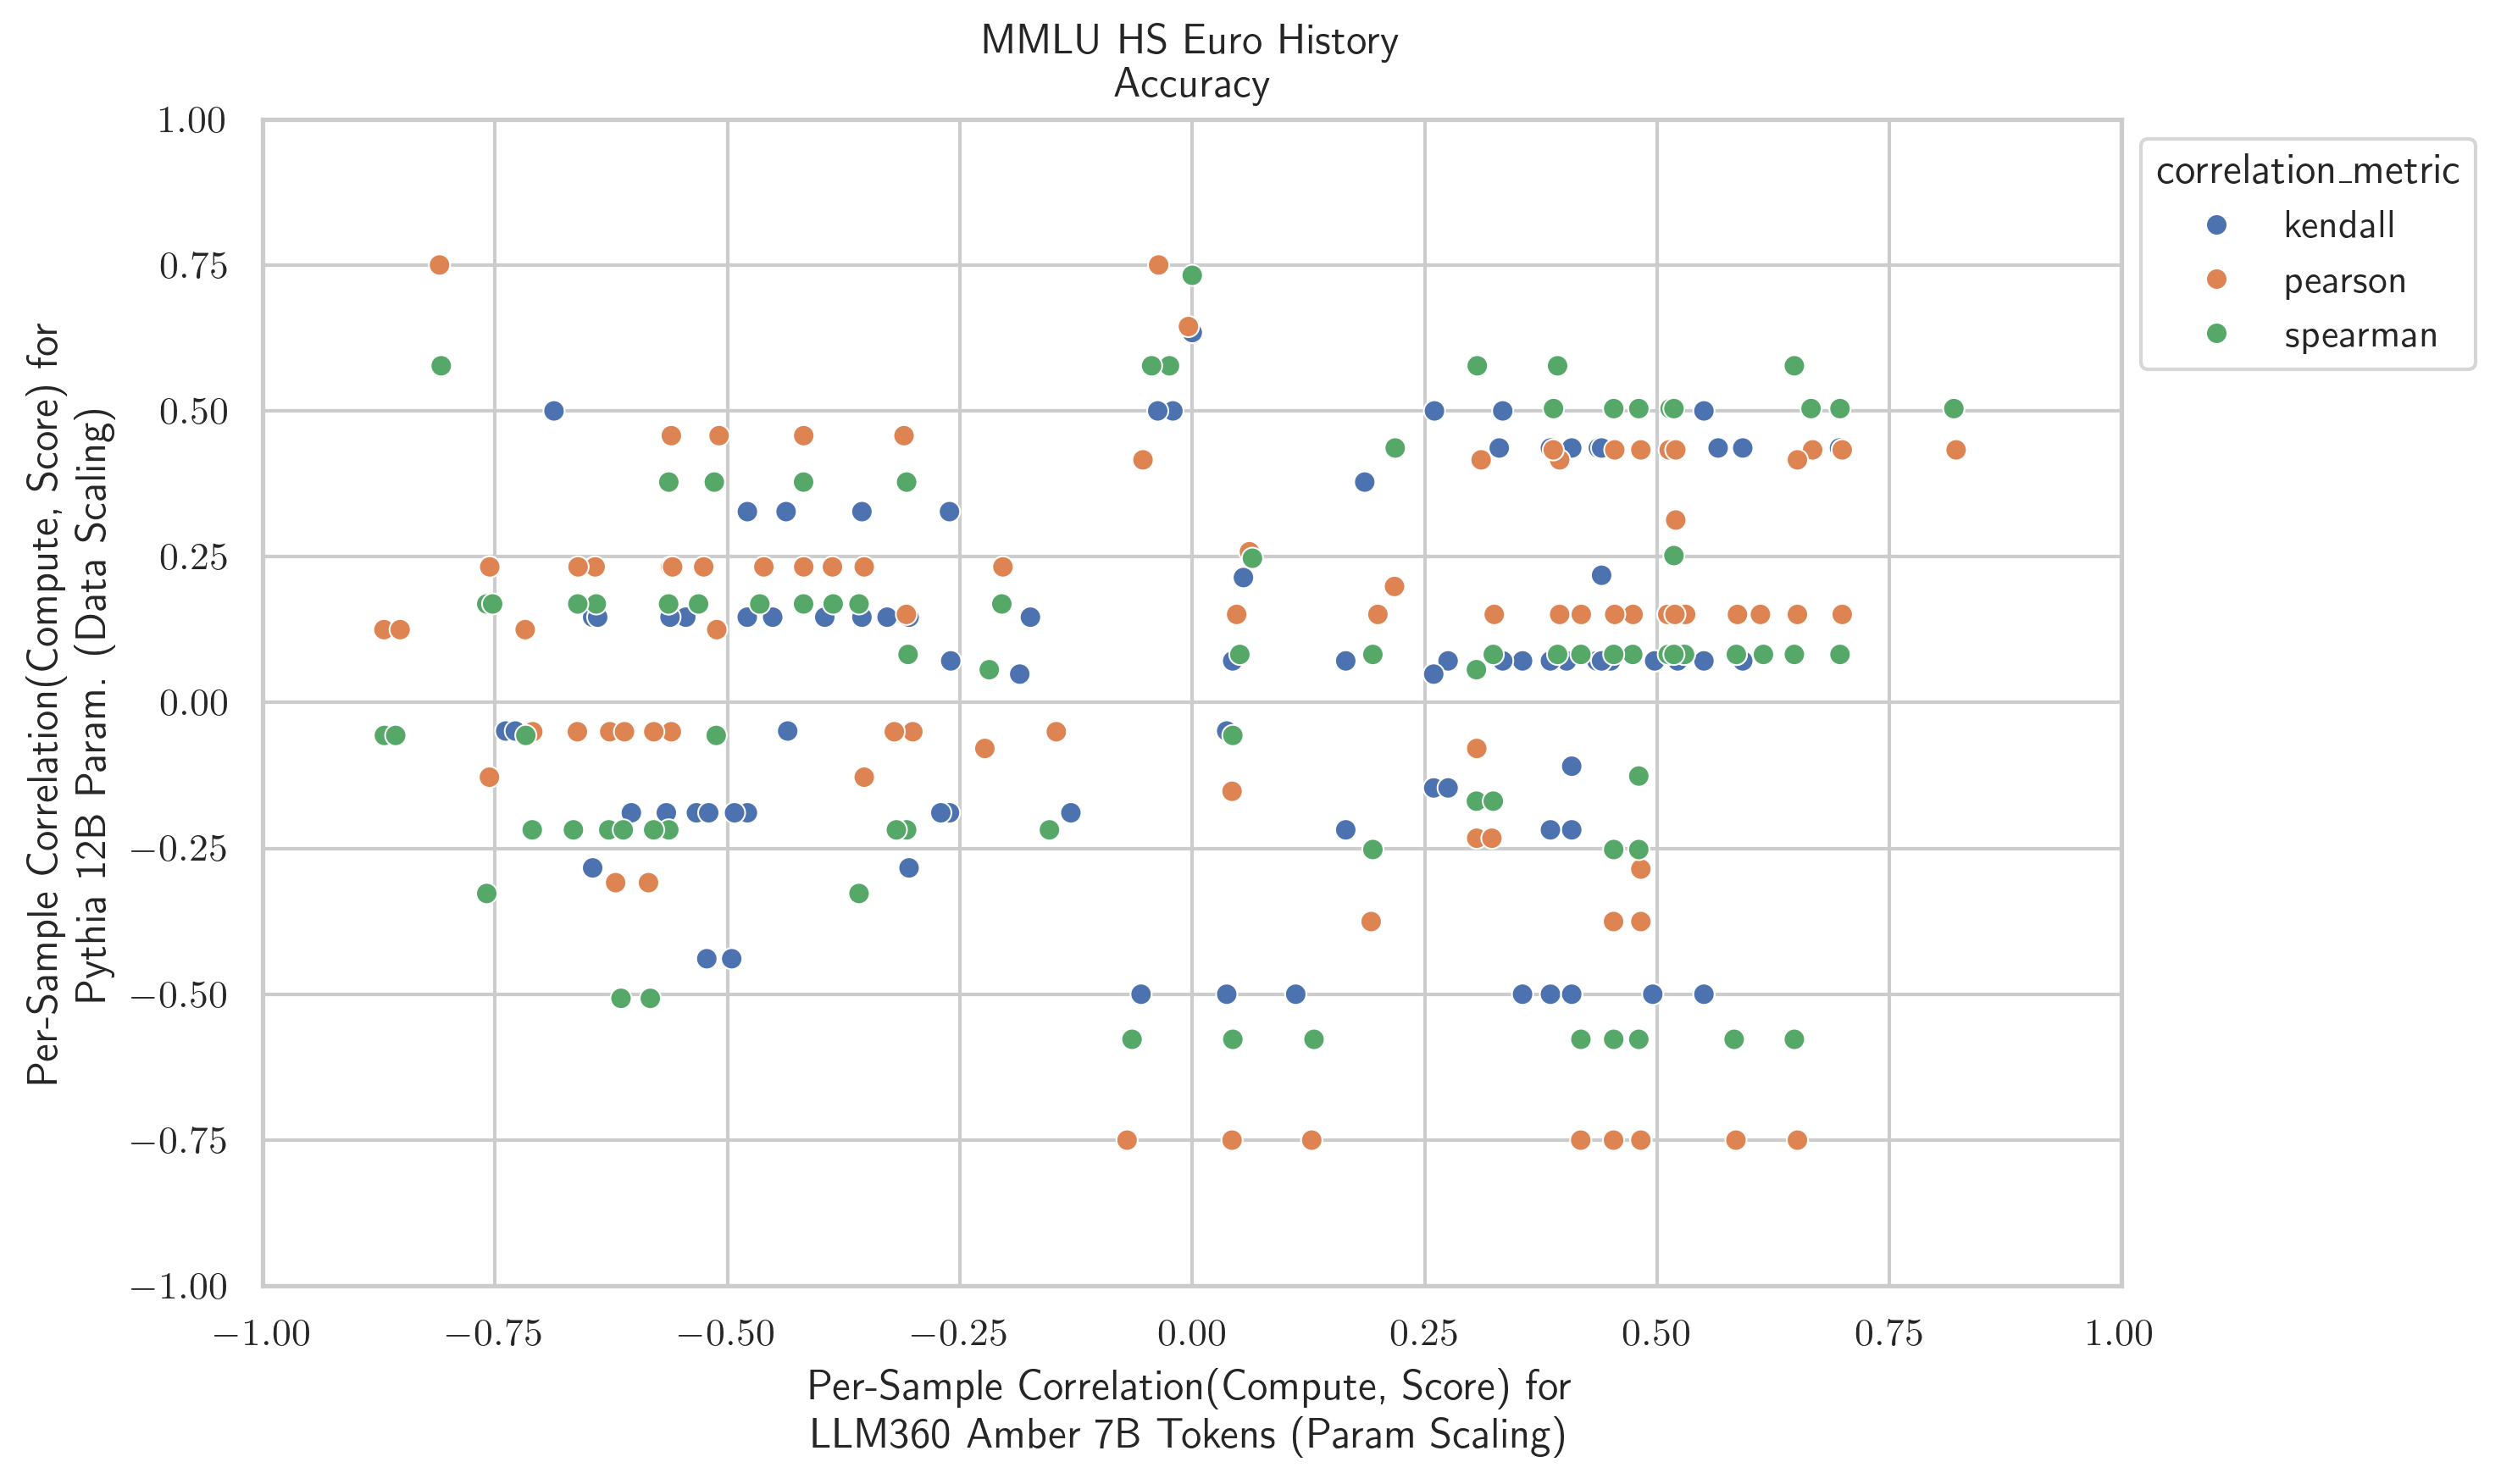 MMLU HS Euro History
Accuracy
1.00
0.75
0.50
0.25
0.00
−0.25
−0.50
−0.75
−1.00
Per-Sample Correlation(Compute, Score) for
Pythia 12B Param. (Data Scaling)
−1.00 −0.75 −0.50 −0.25 0.00 0.25 0.50 0.75 1.00
Per-Sample Correlation(Compute, Score) for
LLM360 Amber 7B Tokens (Param Scaling)
correlation_metric
kendall
pearson
spearman